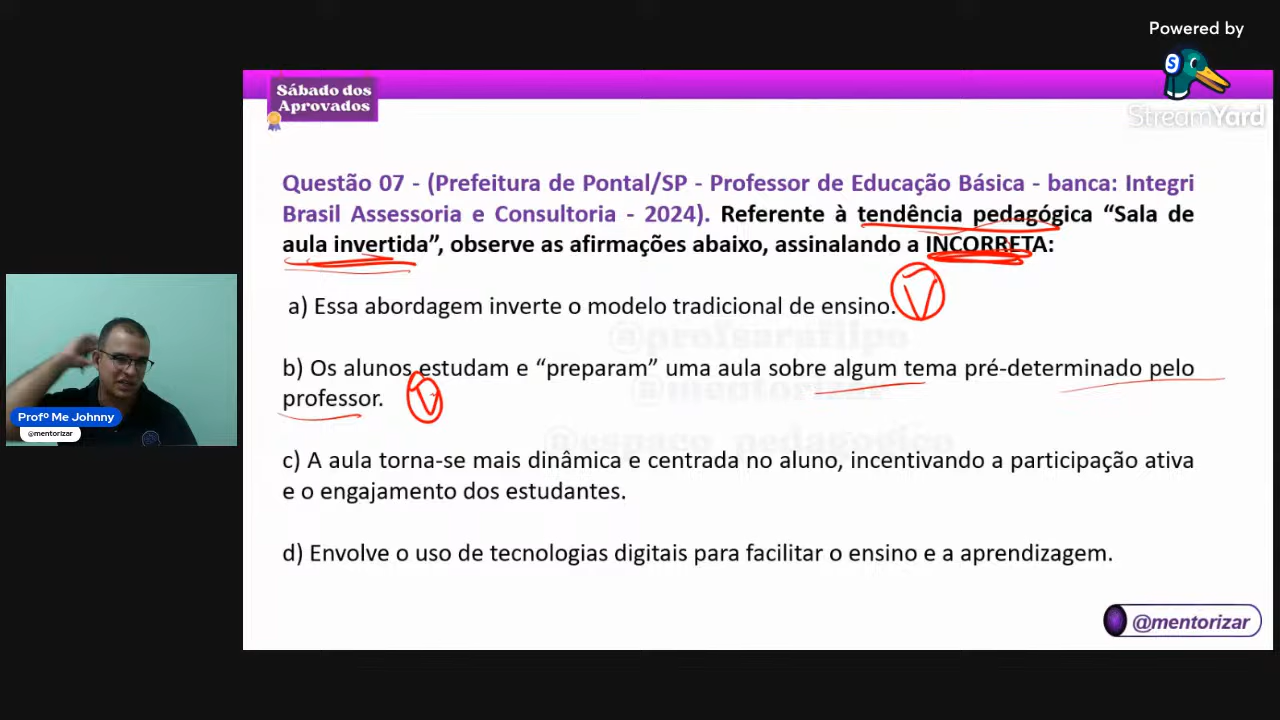 Powered by
StreamYard
Sábado dos
Aprovados
Questão 07 - (Prefeitura de Pontal/SP - Professor de Educação Básica - banca: Integri
Brasil Assessoria e Consultoria - 2024). Referente à tendência pedagógica “Sala de
aula invertida”, observe as afirmações abaixo, assinalando a INCORRETA:
a) Essa abordagem inverte o modelo tradicional de ensino.
V
@profsarafilpo
b) Os alunos estudam e “preparam” uma aula sobre algum tema pré-determinado pelo
professor.
V
@mentorizar
@espaço_pedagogico
c) A aula torna-se mais dinâmica e centrada no aluno, incentivando a participação ativa
e o engajamento dos estudantes.
d) Envolve o uso de tecnologias digitais para facilitar o ensino e a aprendizagem.
Profº Me Johnny
@mentorizar
@mentorizar